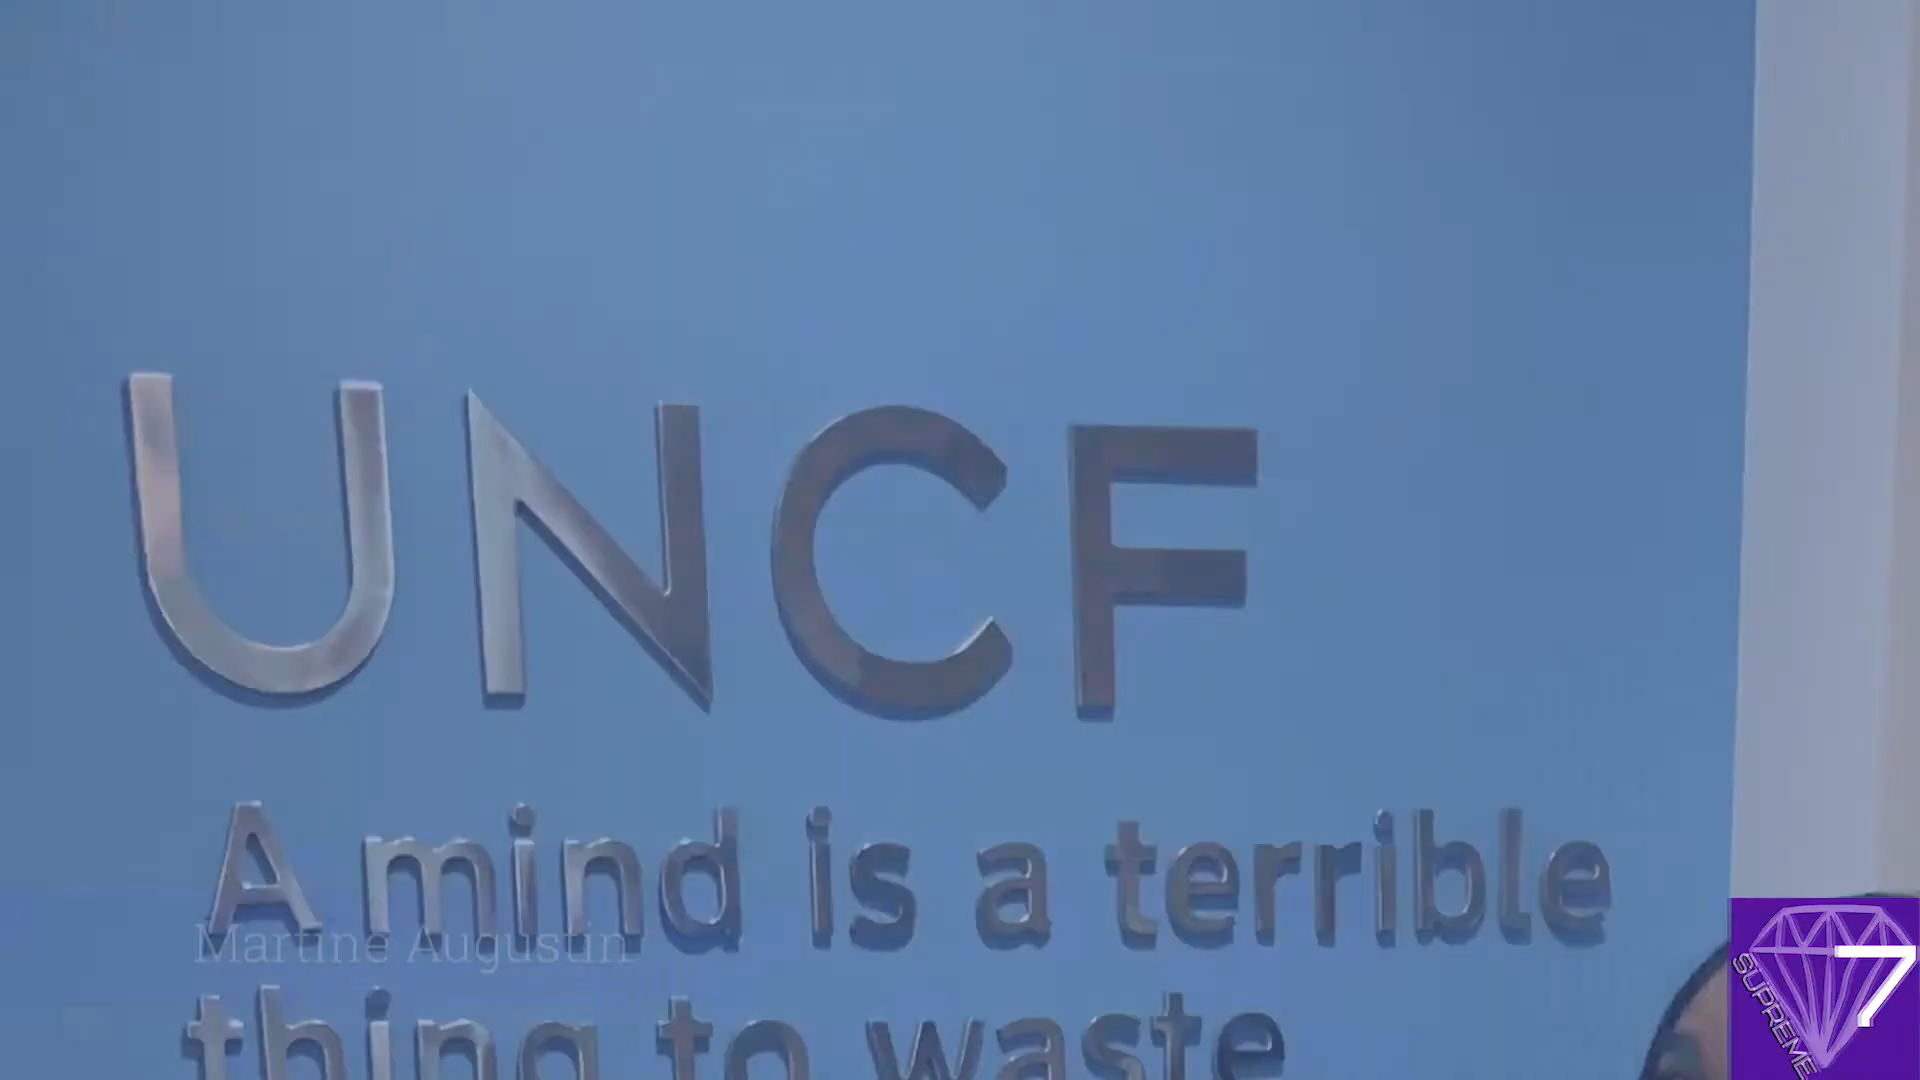 UNCF
A mind is a terrible
Martine Augustin
thing to waste
SUPREME
7